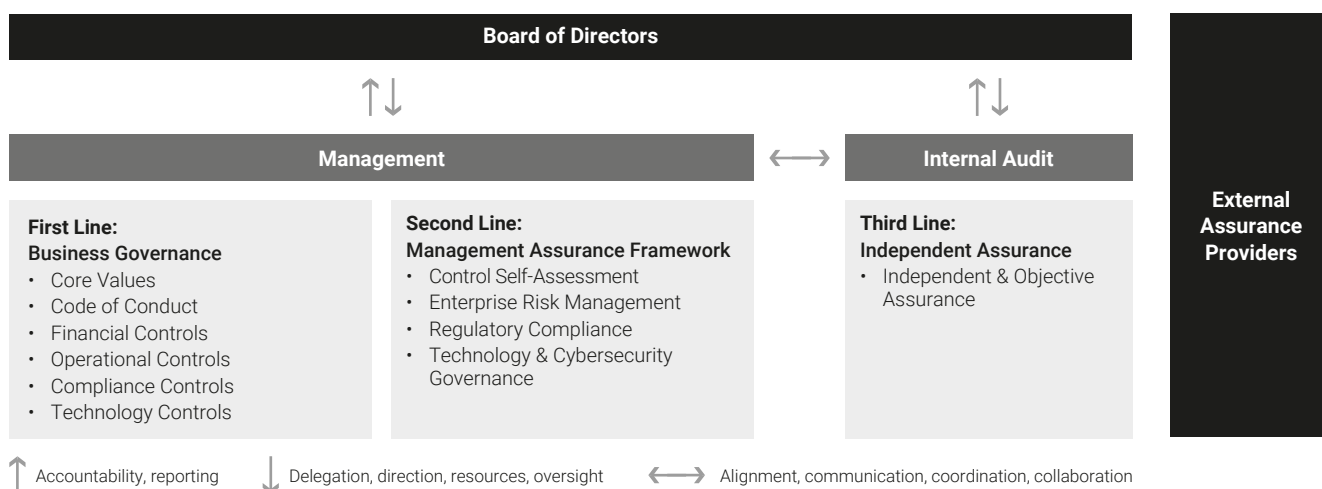 Board of Directors
Management
Internal Audit
First Line:
Business Governance
• Core Values
• Code of Conduct
• Financial Controls
• Operational Controls
• Compliance Controls
• Technology Controls
Second Line:
Management Assurance Framework
• Control Self-Assessment
• Enterprise Risk Management
• Regulatory Compliance
• Technology & Cybersecurity
Governance
Third Line:
Independent Assurance
• Independent & Objective
Assurance
External
Assurance
Providers
Accountability, reporting
Delegation, direction, resources, oversight
Alignment, communication, coordination, collaboration